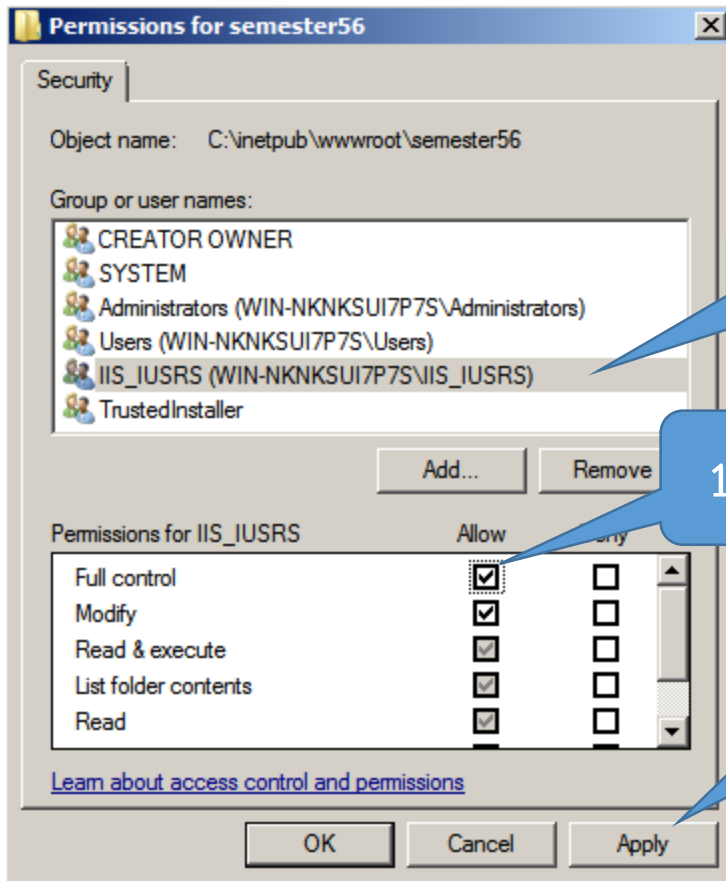 Permissions for semester56
Security
Object name: C:\inetpub\wwwroot\semester56
Group or user names:
CREATOR OWNER
SYSTEM
Administrators (WIN-NKNKSUI7P7S\Administrators)
Users (WIN-NKNKSUI7P7S\Users)
IIS_IUSRS (WIN-NKNKSUI7P7S\IIS_IUSRS)
TrustedInstaller
Add... Remove
1
Permissions for IIS_IUSRS Allow
Full control
Modify
Read & execute
List folder contents
Read
Learn about access control and permissions
OK Cancel Apply